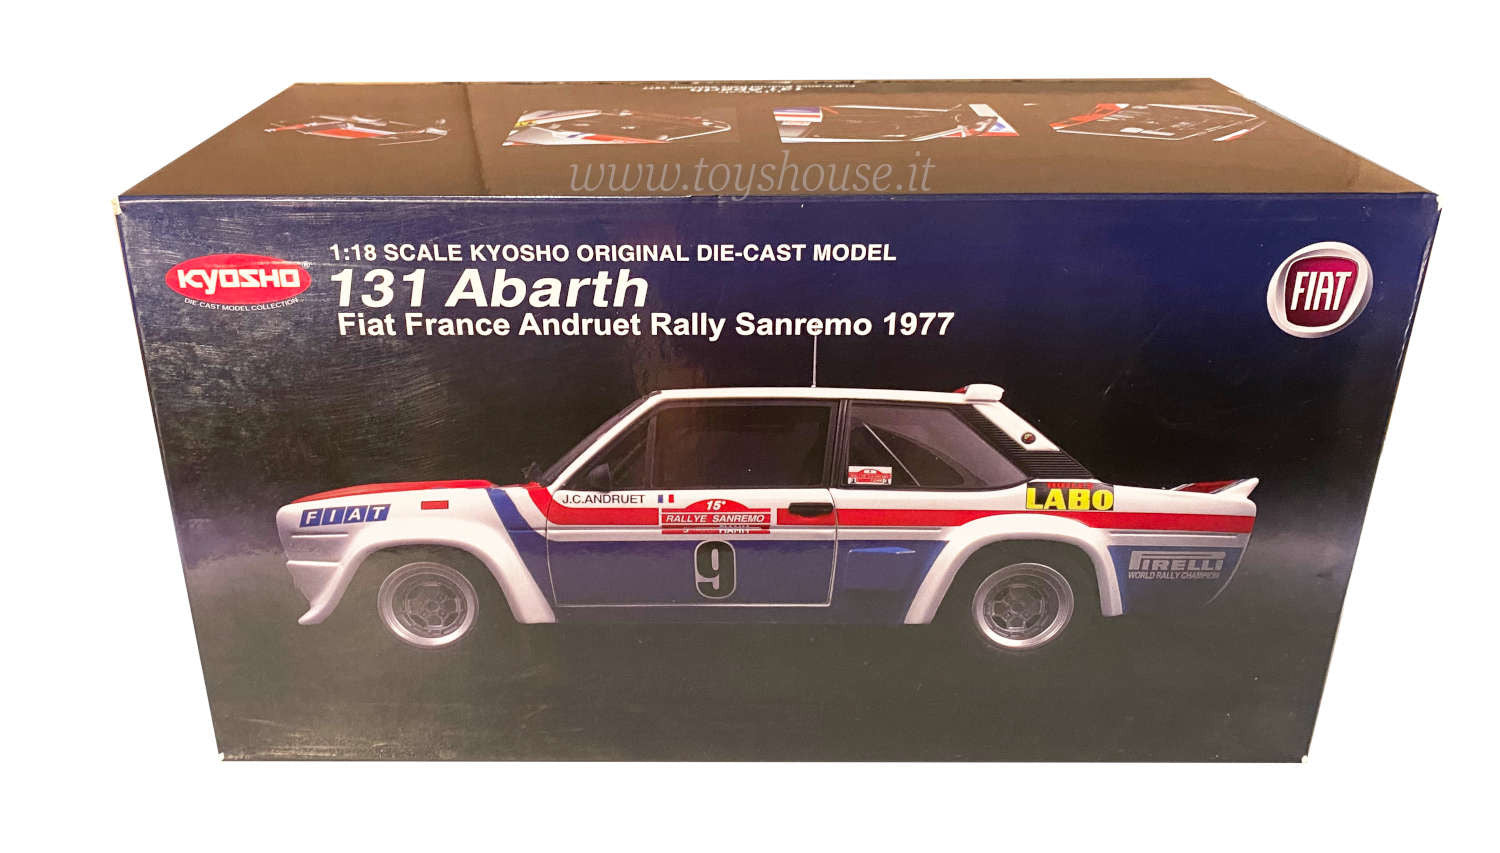 www.toyshouse.it
1:18 SCALE KYOSHO ORIGINAL DIE-CAST MODEL
KYOSHO
®
DIE-CAST MODEL COLLECTION
131 Abarth
Fiat France Andruet Rally Sanremo 1977
FIAT
J.C.ANDRUET
FIAT
15°
RALLYE SANREMO
9
LABO
PIRELLI
WORLD RALLY CHAMPION